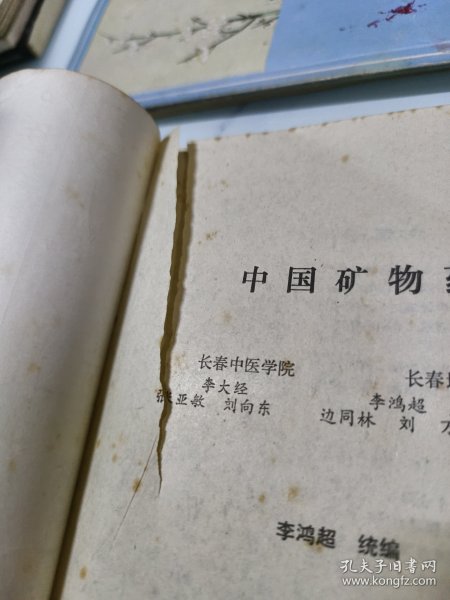 中国矿物
长春中医学院
李大经
张亚敏 刘向东
长春
李鸿超
边同林 刘万
李鸿超 统编
孔夫子旧书网
www.kongfz.com